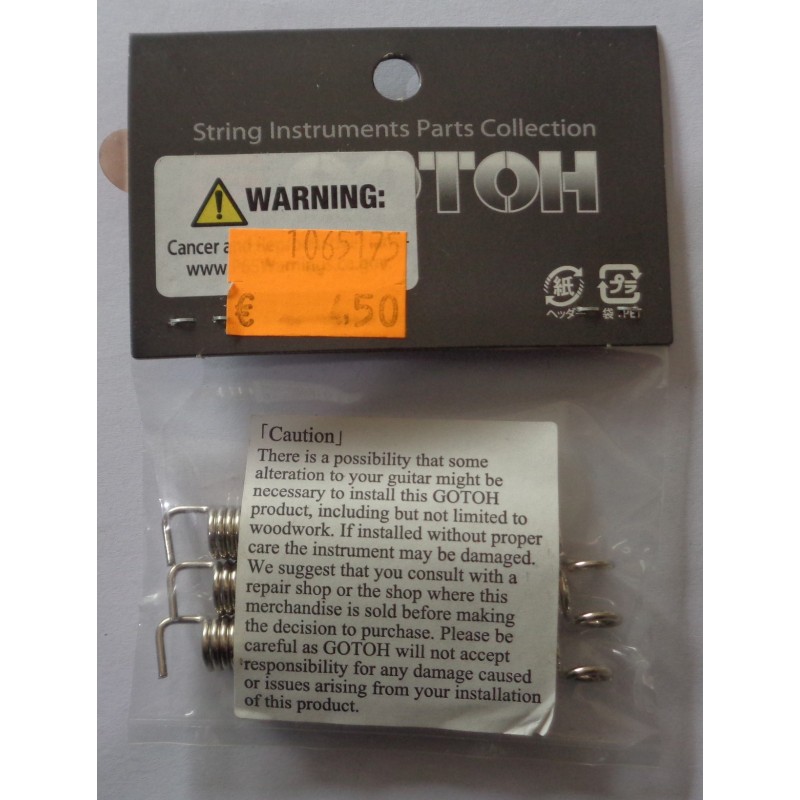 String Instruments Parts Collection
GOTOH
WARNING:
Cancer
www.
1065175
€ 4,50
紙
プラ
ヘッダー 袋:PET
「Caution」
There is a possibility that some
alteration to your guitar might be
necessary to install this GOTOH
product, including but not limited to
woodwork. If installed without proper
care the instrument may be damaged.
We suggest that you consult with a
repair shop or the shop where this
merchandise is sold before making
the decision to purchase. Please be
careful as GOTOH will not accept
responsibility for any damage caused
or issues arising from your installation
of this product.